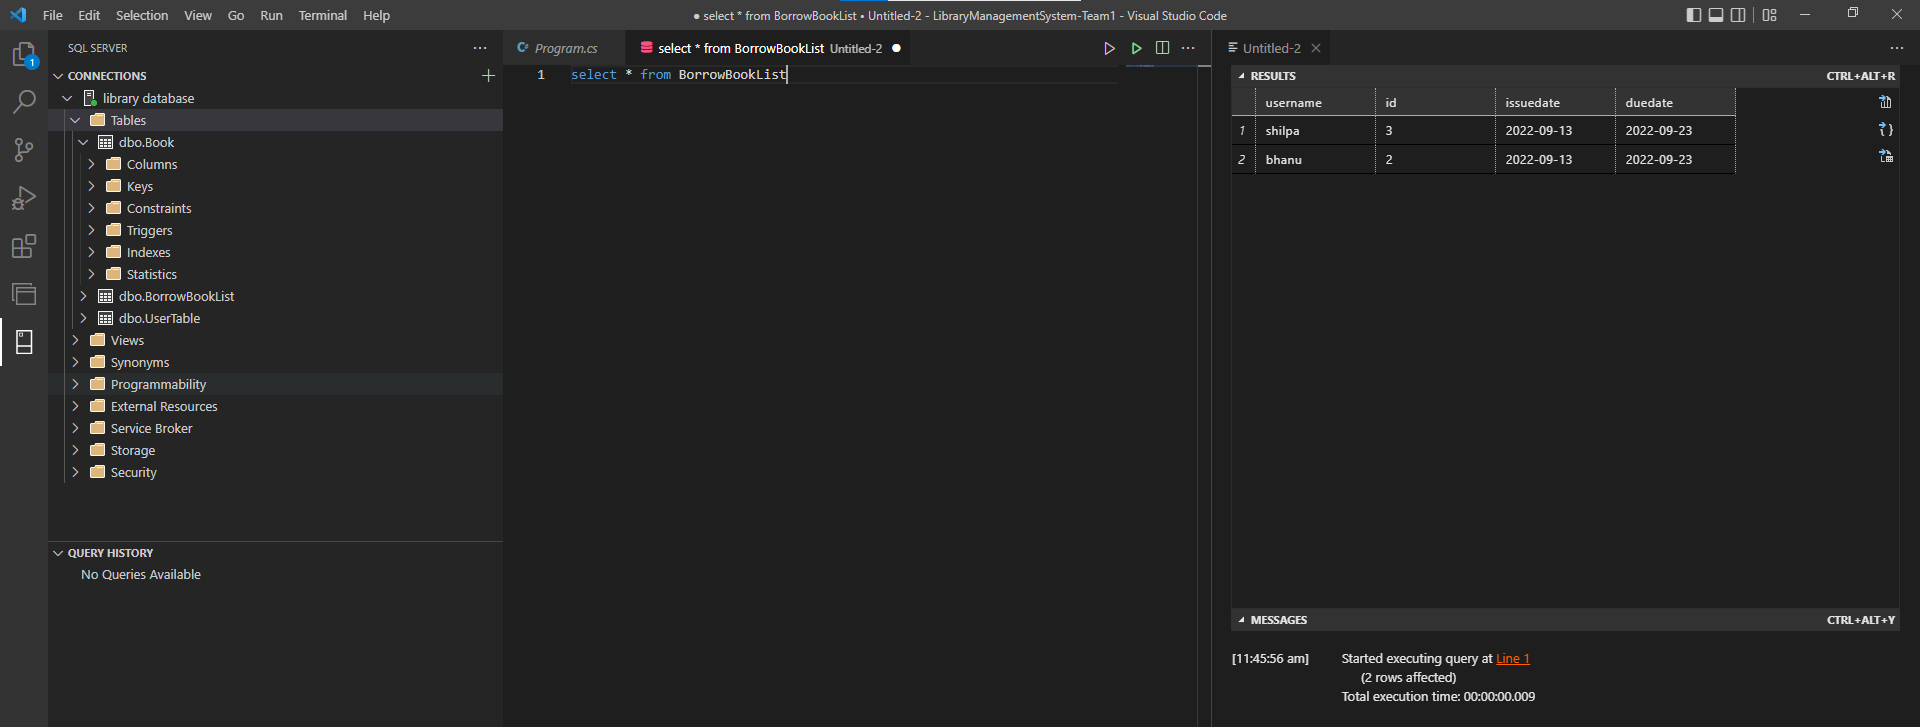 File Edit Selection View Go Run Terminal Help
● select * from BorrowBookList • Untitled-2 - LibraryManagementSystem-Team1 - Visual Studio Code
1
SQL SERVER
CONNECTIONS
library database
Tables
dbo.Book
Columns
Keys
Constraints
Triggers
Indexes
Statistics
dbo.BorrowBookList
dbo.UserTable
Views
Synonyms
Programmability
External Resources
Service Broker
Storage
Security
QUERY HISTORY
No Queries Available
C# Program.cs
select * from BorrowBookList Untitled-2
1 select * from BorrowBookList
Untitled-2
RESULTS CTRL+ALT+R
username id issuedate duedate
1 shilpa 3 2022-09-13 2022-09-23
2 bhanu 2 2022-09-13 2022-09-23
MESSAGES CTRL+ALT+Y
[11:45:56 am] Started executing query at Line 1
(2 rows affected)
Total execution time: 00:00:00.009